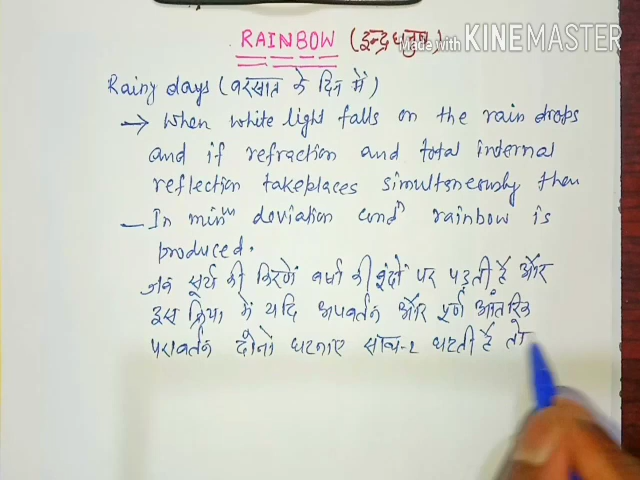 Made with KINEMASTER
RAINBOW (इन्द्रधनुष)
Rainy days (बरसात के दिन में)
→ When white light falls on the rain drops
and if refraction and total internal
reflection takeplaces simultoneously then
- In minᵐ deviation condⁿ rainbow is
produced.
जब सूर्य की किरणें वर्षा की बूंदों पर पड़ती है और
इस क्रिया में यदि अपवर्तन और पूर्ण आंतरिक
परावर्तन दोनों घटनाए साथ-2 घटती है तो